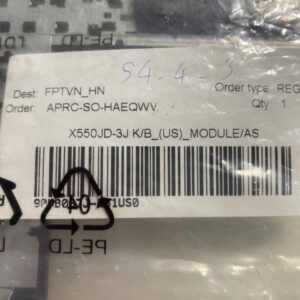 PE-LD
S4-4-3
Dest: FPTVN_HN
Order type: REG
Order: APRC-SO-HAEQWV
Qty: 1
X550JD-3J K/B_(US)_MODULE/AS
04
PE-LD